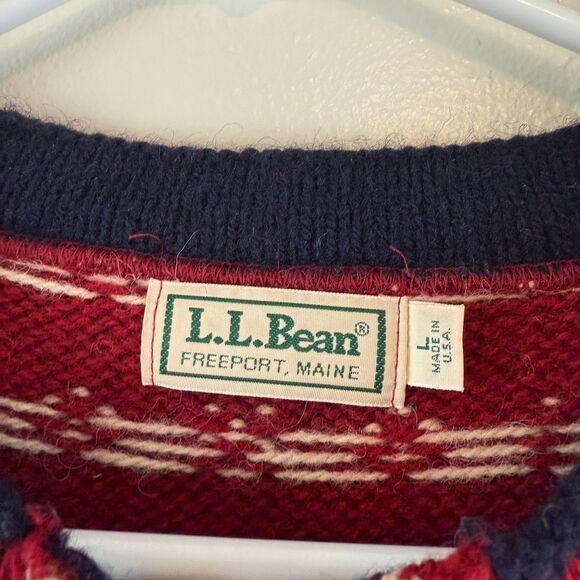 L.L.Bean®
FREEPORT, MAINE
L
MADE IN
U.S.A.